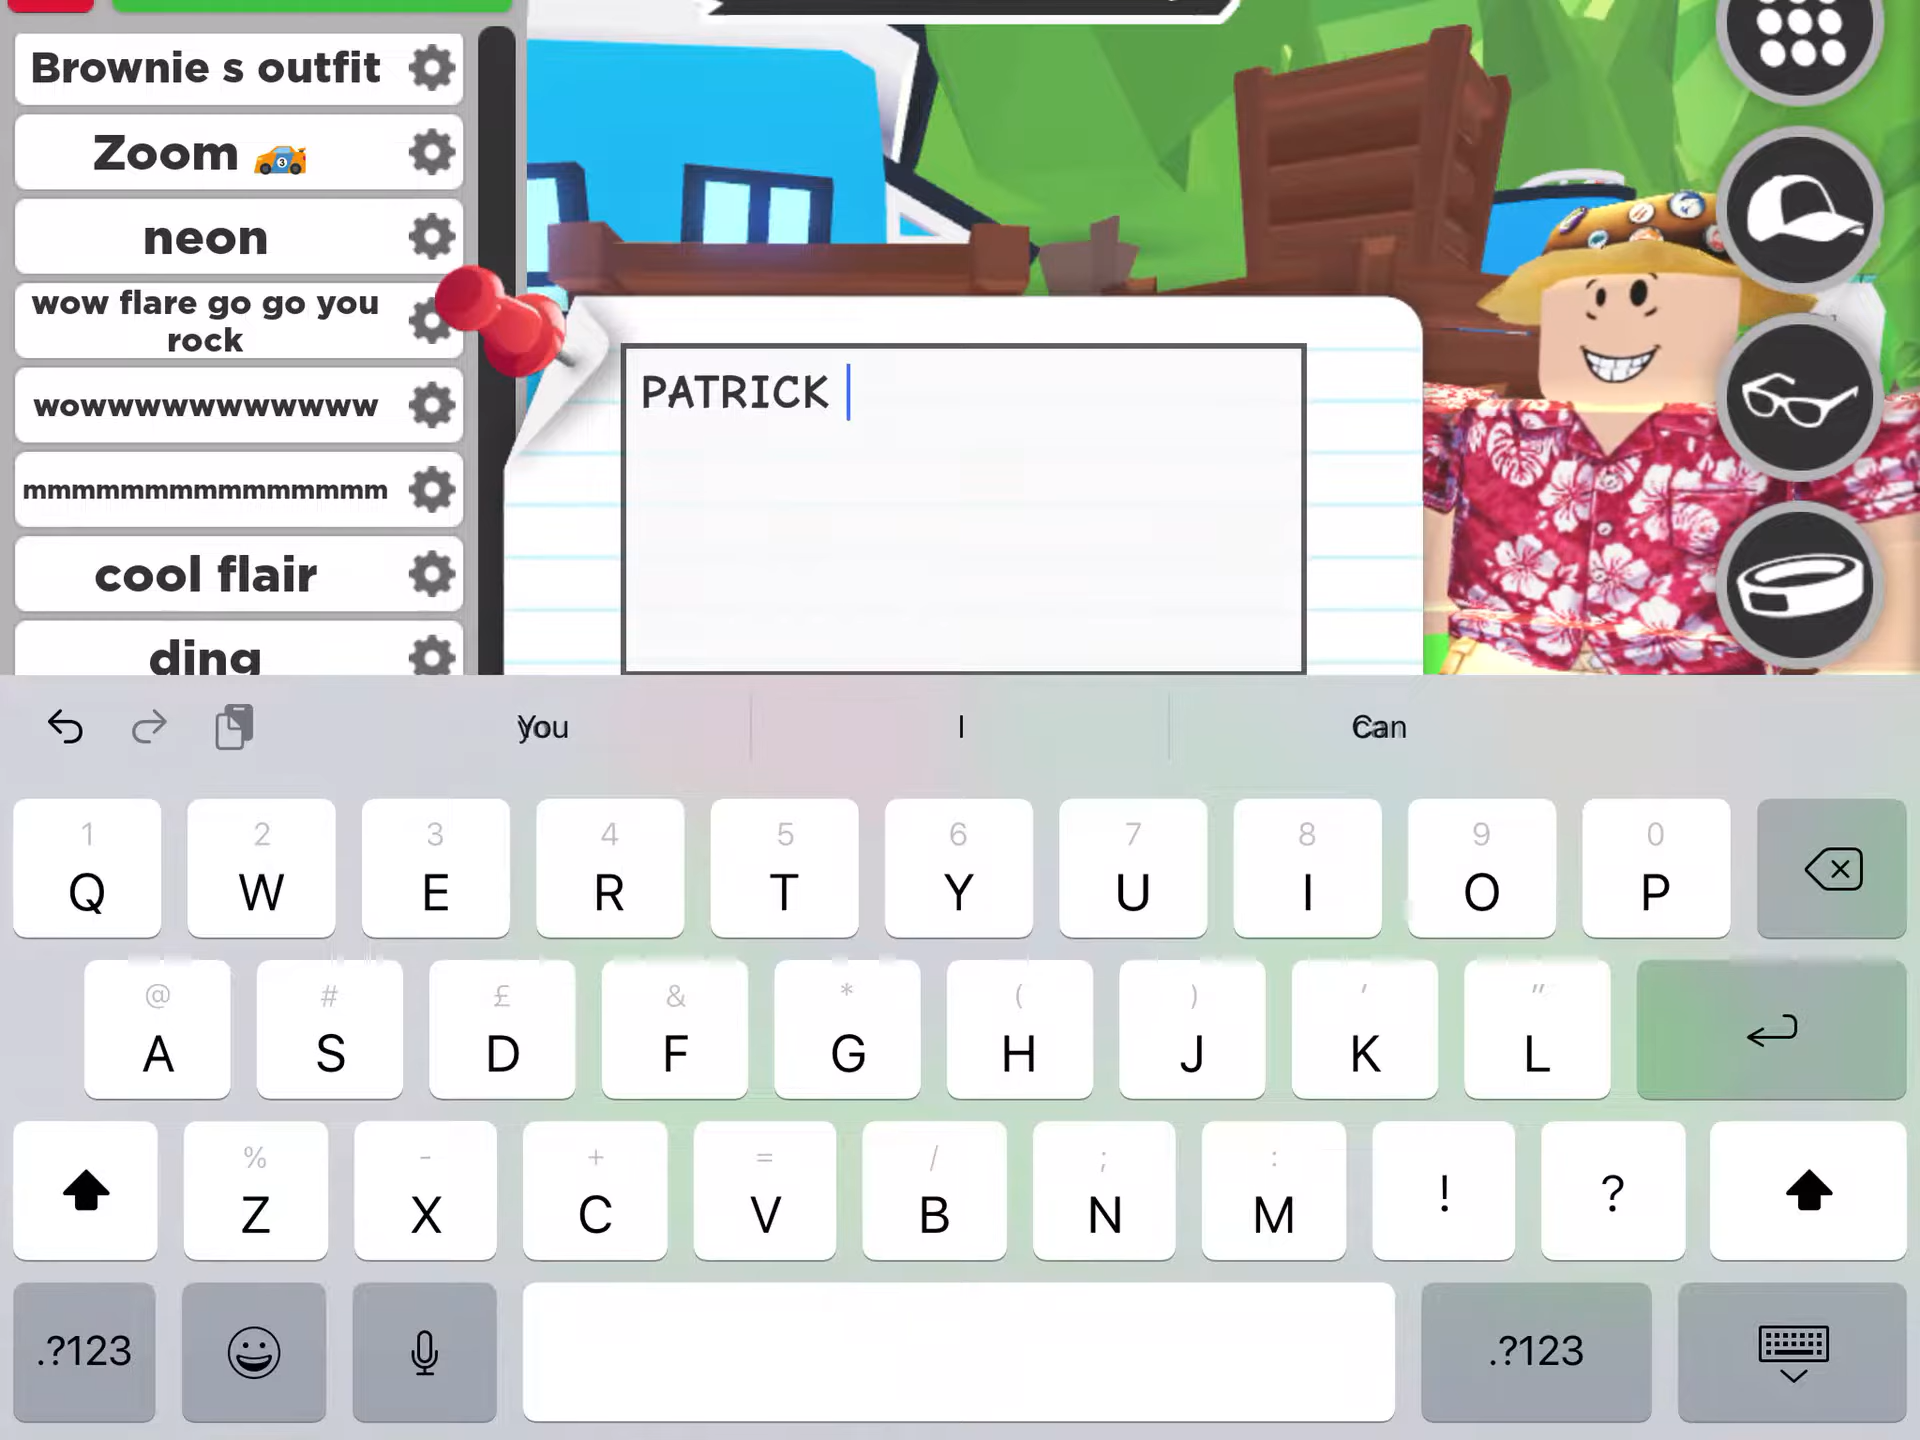 Brownie s outfit
Zoom 🏎️
neon
wow flare go go you
rock
wowwwwwwwwwwww
mmmmmmmmmmmmmmm
cool flair
ding
PATRICK
You I Can
1 2 3 4 5 6 7 8 9 0
Q W E R T Y U I O P
@ # £ & * ( ) ' "
A S D F G H J K L
% - + = / ; :
Z X C V B N M ! ?
.?123 .?123